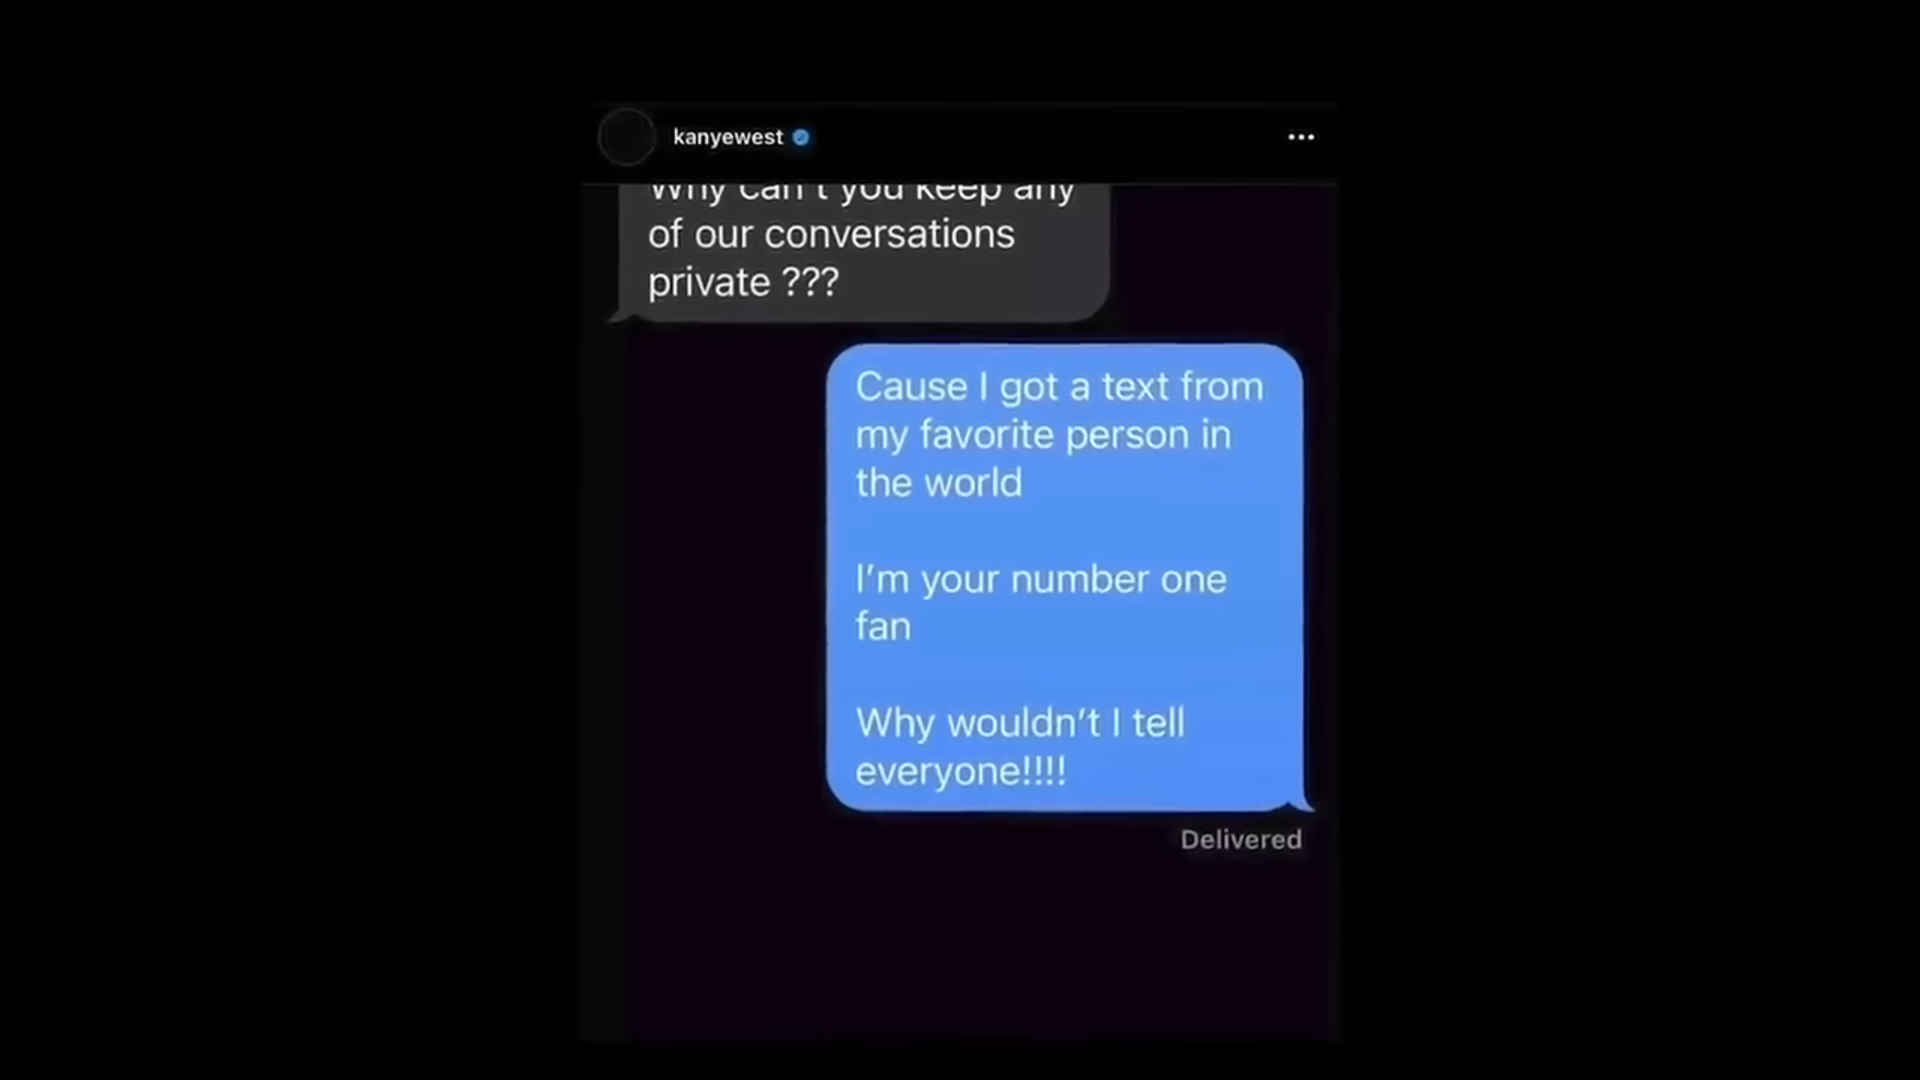 kanyewest
Why can't you keep any
of our conversations
private ???
Cause I got a text from
my favorite person in
the world
I'm your number one
fan
Why wouldn't I tell
everyone!!!!
Delivered